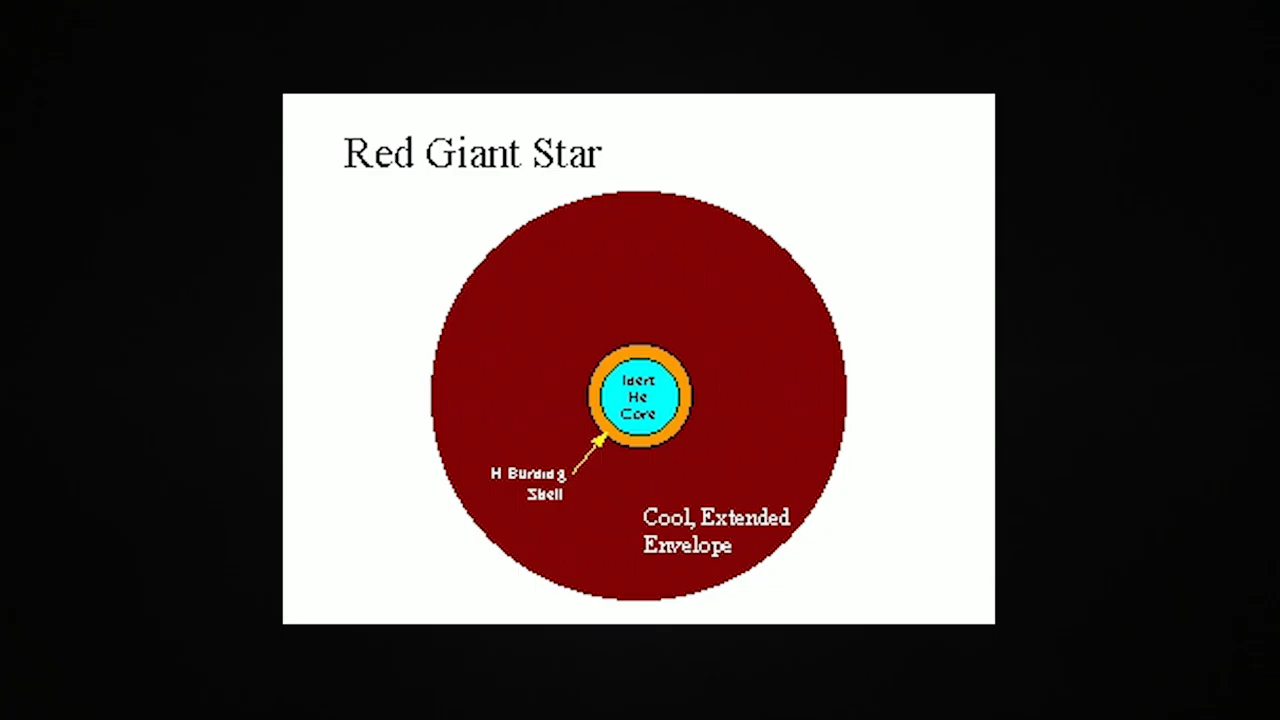 Red Giant Star
Inert
He
Core
H Burning
Shell
Cool, Extended
Envelope